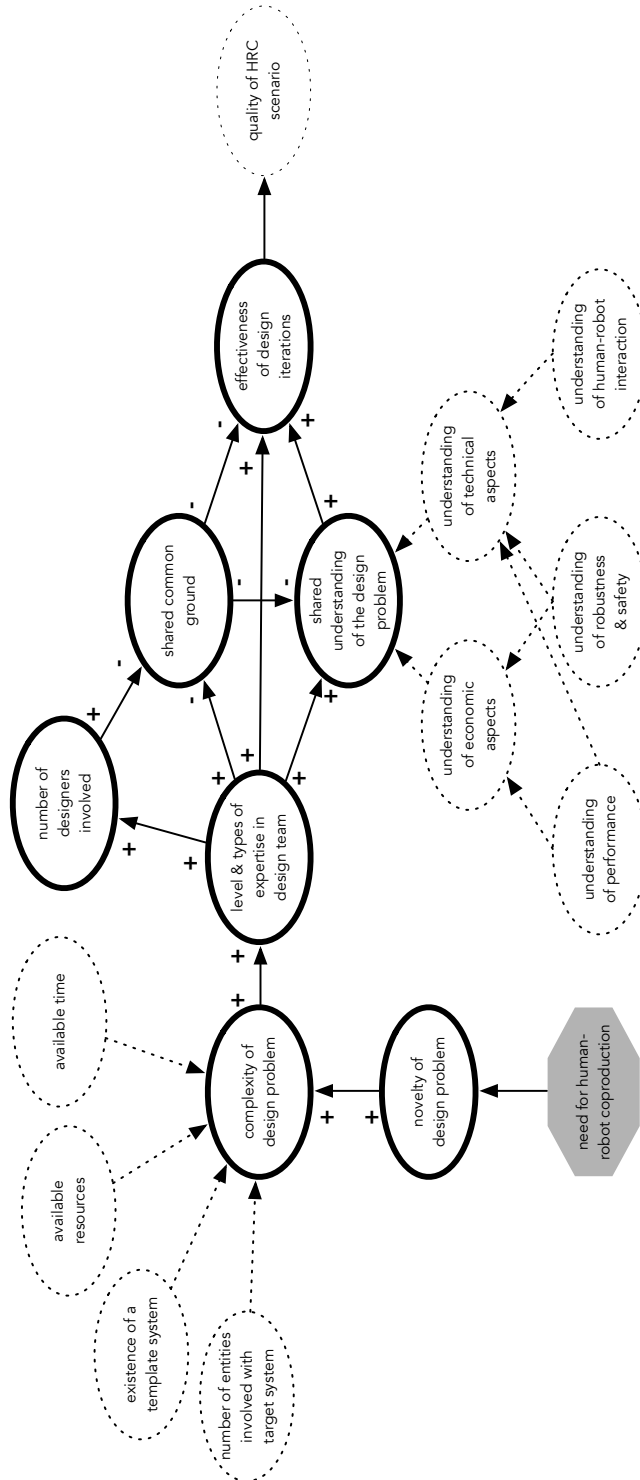 number of entities
involved with
target system
existence of a
template system
available
resources
available time
need for human-
robot coproduction
novelty of
design problem
+
+
complexity of
design problem
+
+
level & types of
expertise in
design team
+
+
number of
designers
involved
+
-
+
-
shared common
ground
-
-
+
+
-
-
+
+
shared
understanding
of the design
problem
+
+
effectiveness
of design
iterations
quality of HRC
scenario
understanding
of economic
aspects
understanding
of technical
aspects
understanding
of performance
understanding
of robustness
& safety
understanding
of human-robot
interaction